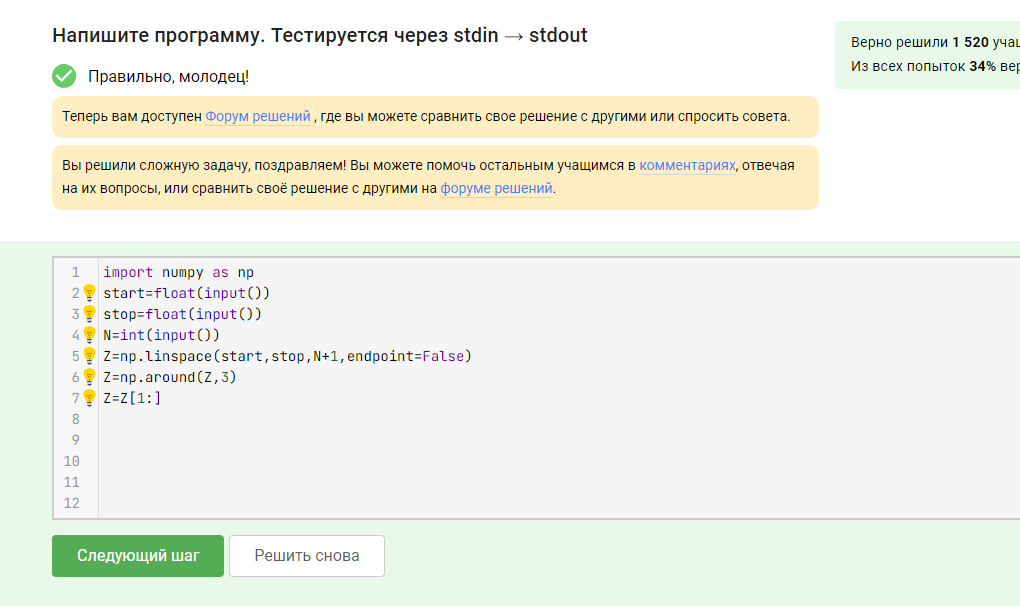 Напишите программу. Тестируется через stdin → stdout
Верно решили 1 520
Из всех попыток 34%
Правильно, молодец!
Теперь вам доступен Форум решений , где вы можете сравнить свое решение с другими или спросить совета.
Вы решили сложную задачу, поздравляем! Вы можете помочь остальным учащимся в комментариях, отвечая
на их вопросы, или сравнить своё решение с другими на форуме решений.
1 import numpy as np
2 start=float(input())
3 stop=float(input())
4 N=int(input())
5 Z=np.linspace(start,stop,N+1,endpoint=False)
6 Z=np.around(Z,3)
7 Z=Z[1:]
8
9
10
11
12
Следующий шаг
Решить снова